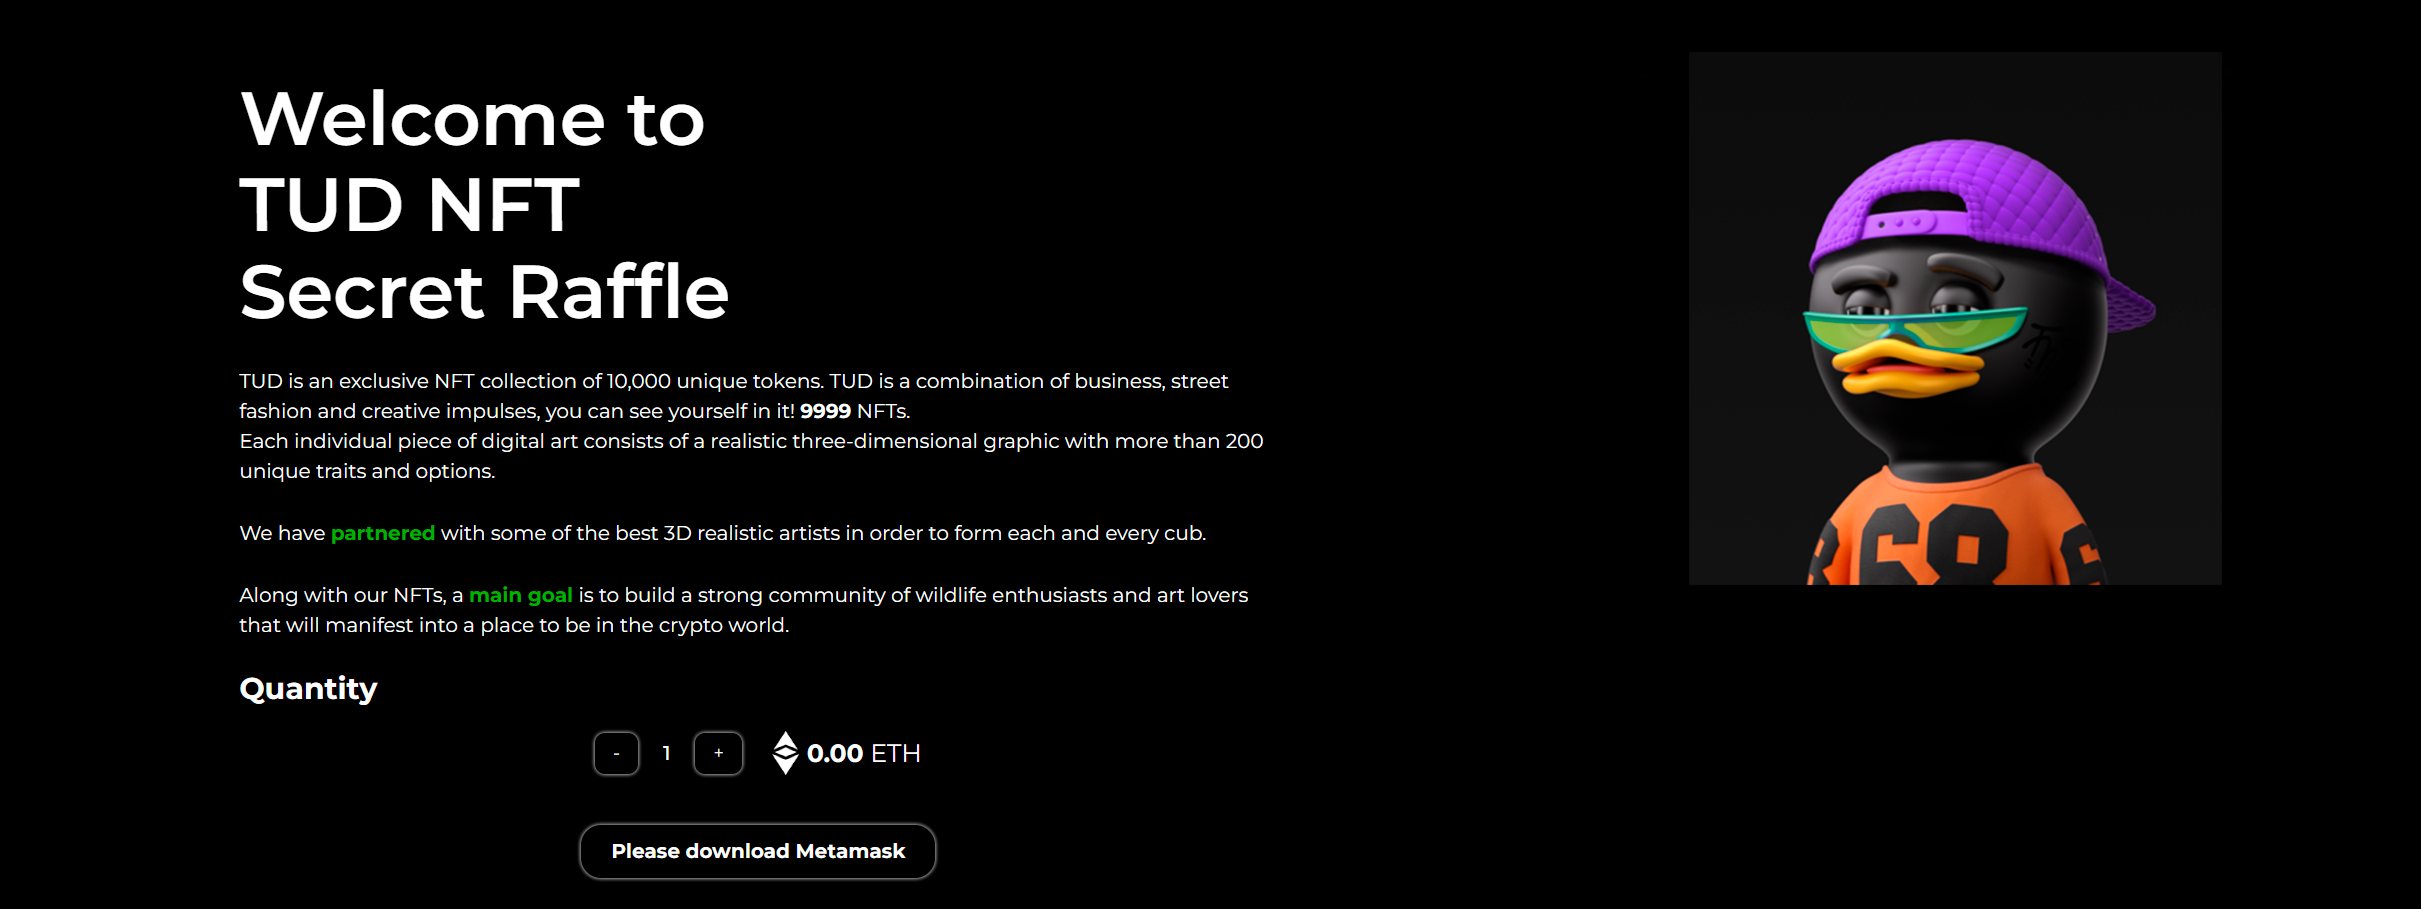 Welcome to
TUD NFT
Secret Raffle
TUD is an exclusive NFT collection of 10,000 unique tokens. TUD is a combination of business, street
fashion and creative impulses, you can see yourself in it! 9999 NFTs.
Each individual piece of digital art consists of a realistic three-dimensional graphic with more than 200
unique traits and options.
We have partnered with some of the best 3D realistic artists in order to form each and every cub.
Along with our NFTs, a main goal is to build a strong community of wildlife enthusiasts and art lovers
that will manifest into a place to be in the crypto world.
Quantity
- 1 + 0.00 ETH
Please download Metamask
68